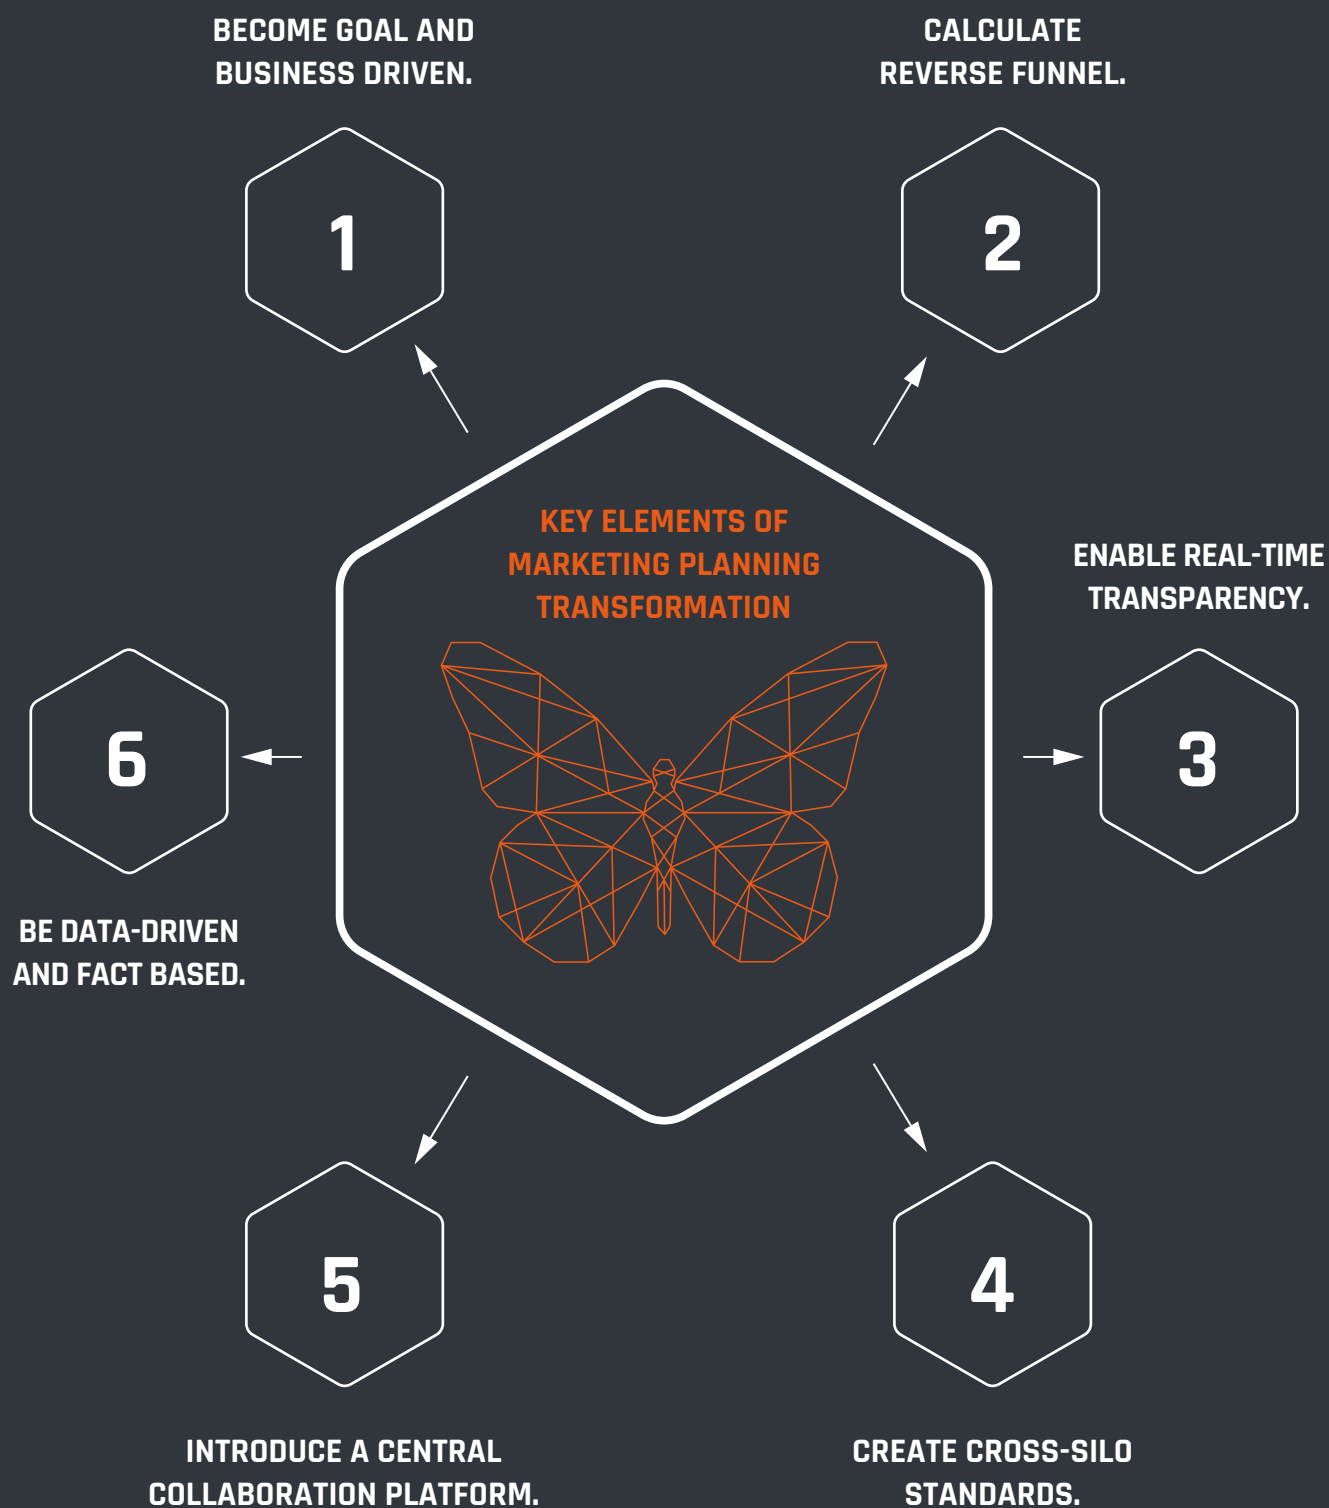 BECOME GOAL AND
BUSINESS DRIVEN.
1
CALCULATE
REVERSE FUNNEL.
2
KEY ELEMENTS OF
MARKETING PLANNING
TRANSFORMATION
ENABLE REAL-TIME
TRANSPARENCY.
3
6
BE DATA-DRIVEN
AND FACT BASED.
5
INTRODUCE A CENTRAL
COLLABORATION PLATFORM.
4
CREATE CROSS-SILO
STANDARDS.